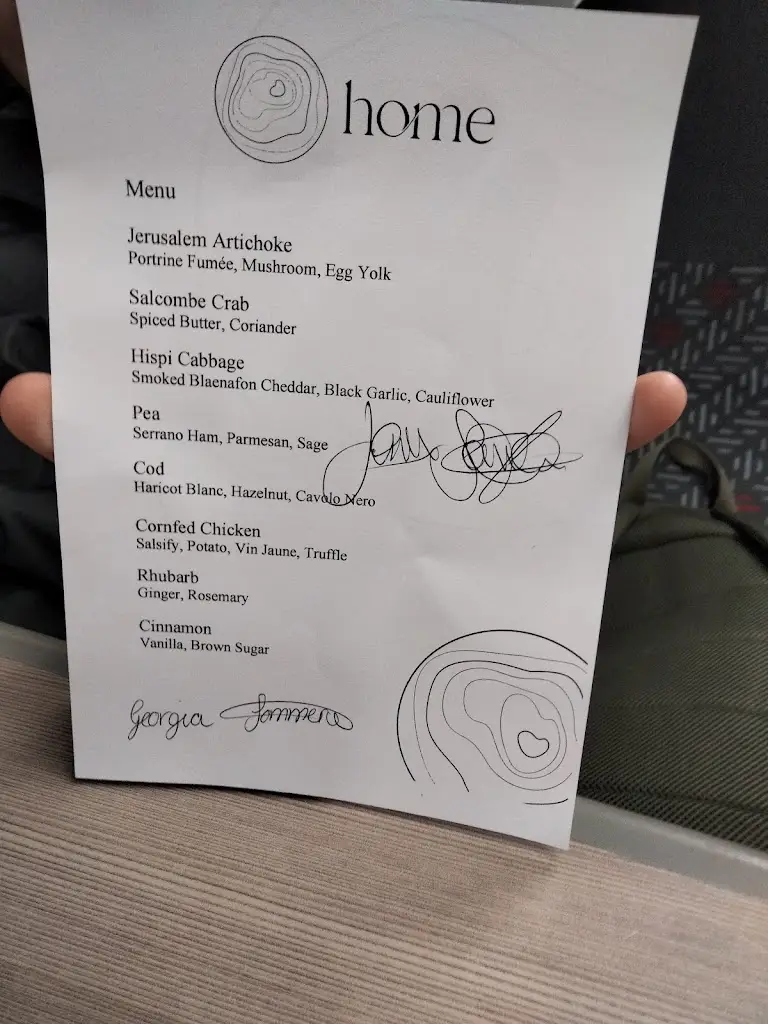 home
Menu
Jerusalem Artichoke
Portrine Fumée, Mushroom, Egg Yolk
Salcombe Crab
Spiced Butter, Coriander
Hispi Cabbage
Smoked Blaenafon Cheddar, Black Garlic, Cauliflower
Pea
Serrano Ham, Parmesan, Sage
Cod
Haricot Blanc, Hazelnut, Cavolo Nero
Cornfed Chicken
Salsify, Potato, Vin Jaune, Truffle
Rhubarb
Ginger, Rosemary
Cinnamon
Vanilla, Brown Sugar
Georgia Sommerin